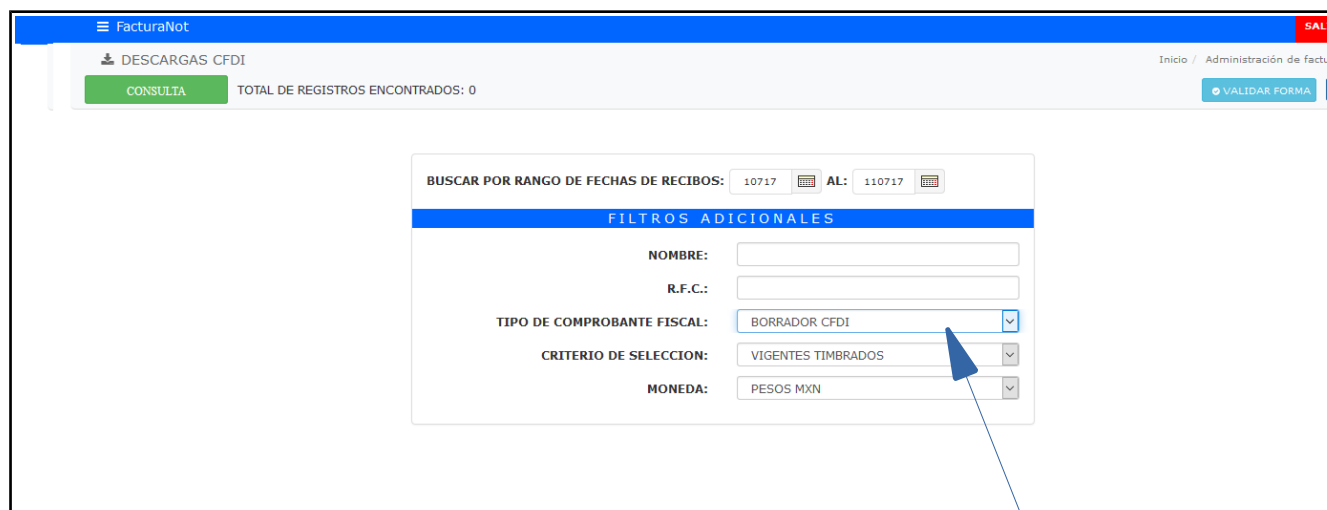 FacturaNot
SAL
DESCARGAS CFDI
Inicio / Administración de factu
CONSULTA TOTAL DE REGISTROS ENCONTRADOS: 0
VALIDAR FORMA
BUSCAR POR RANGO DE FECHAS DE RECIBOS: 10717 AL: 110717
FILTROS ADICIONALES
NOMBRE:
R.F.C.:
TIPO DE COMPROBANTE FISCAL: BORRADOR CFDI
CRITERIO DE SELECCION: VIGENTES TIMBRADOS
MONEDA: PESOS MXN